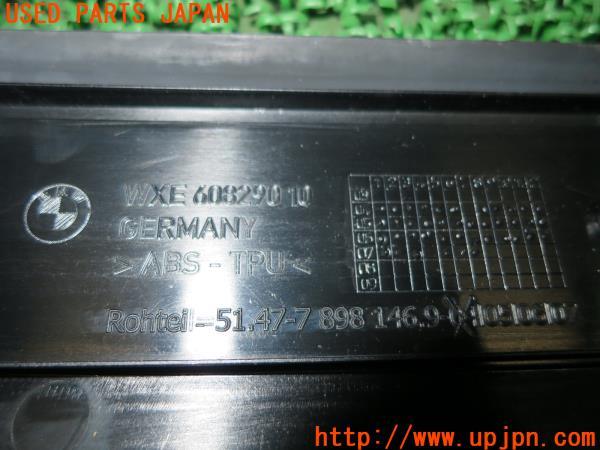 USED PARTS JAPAN
BMW
WXE 60829010
GERMANY
>ABS - TPU<
Rohteil-51.47-7 898 146.9-
http://www.upjpn.com